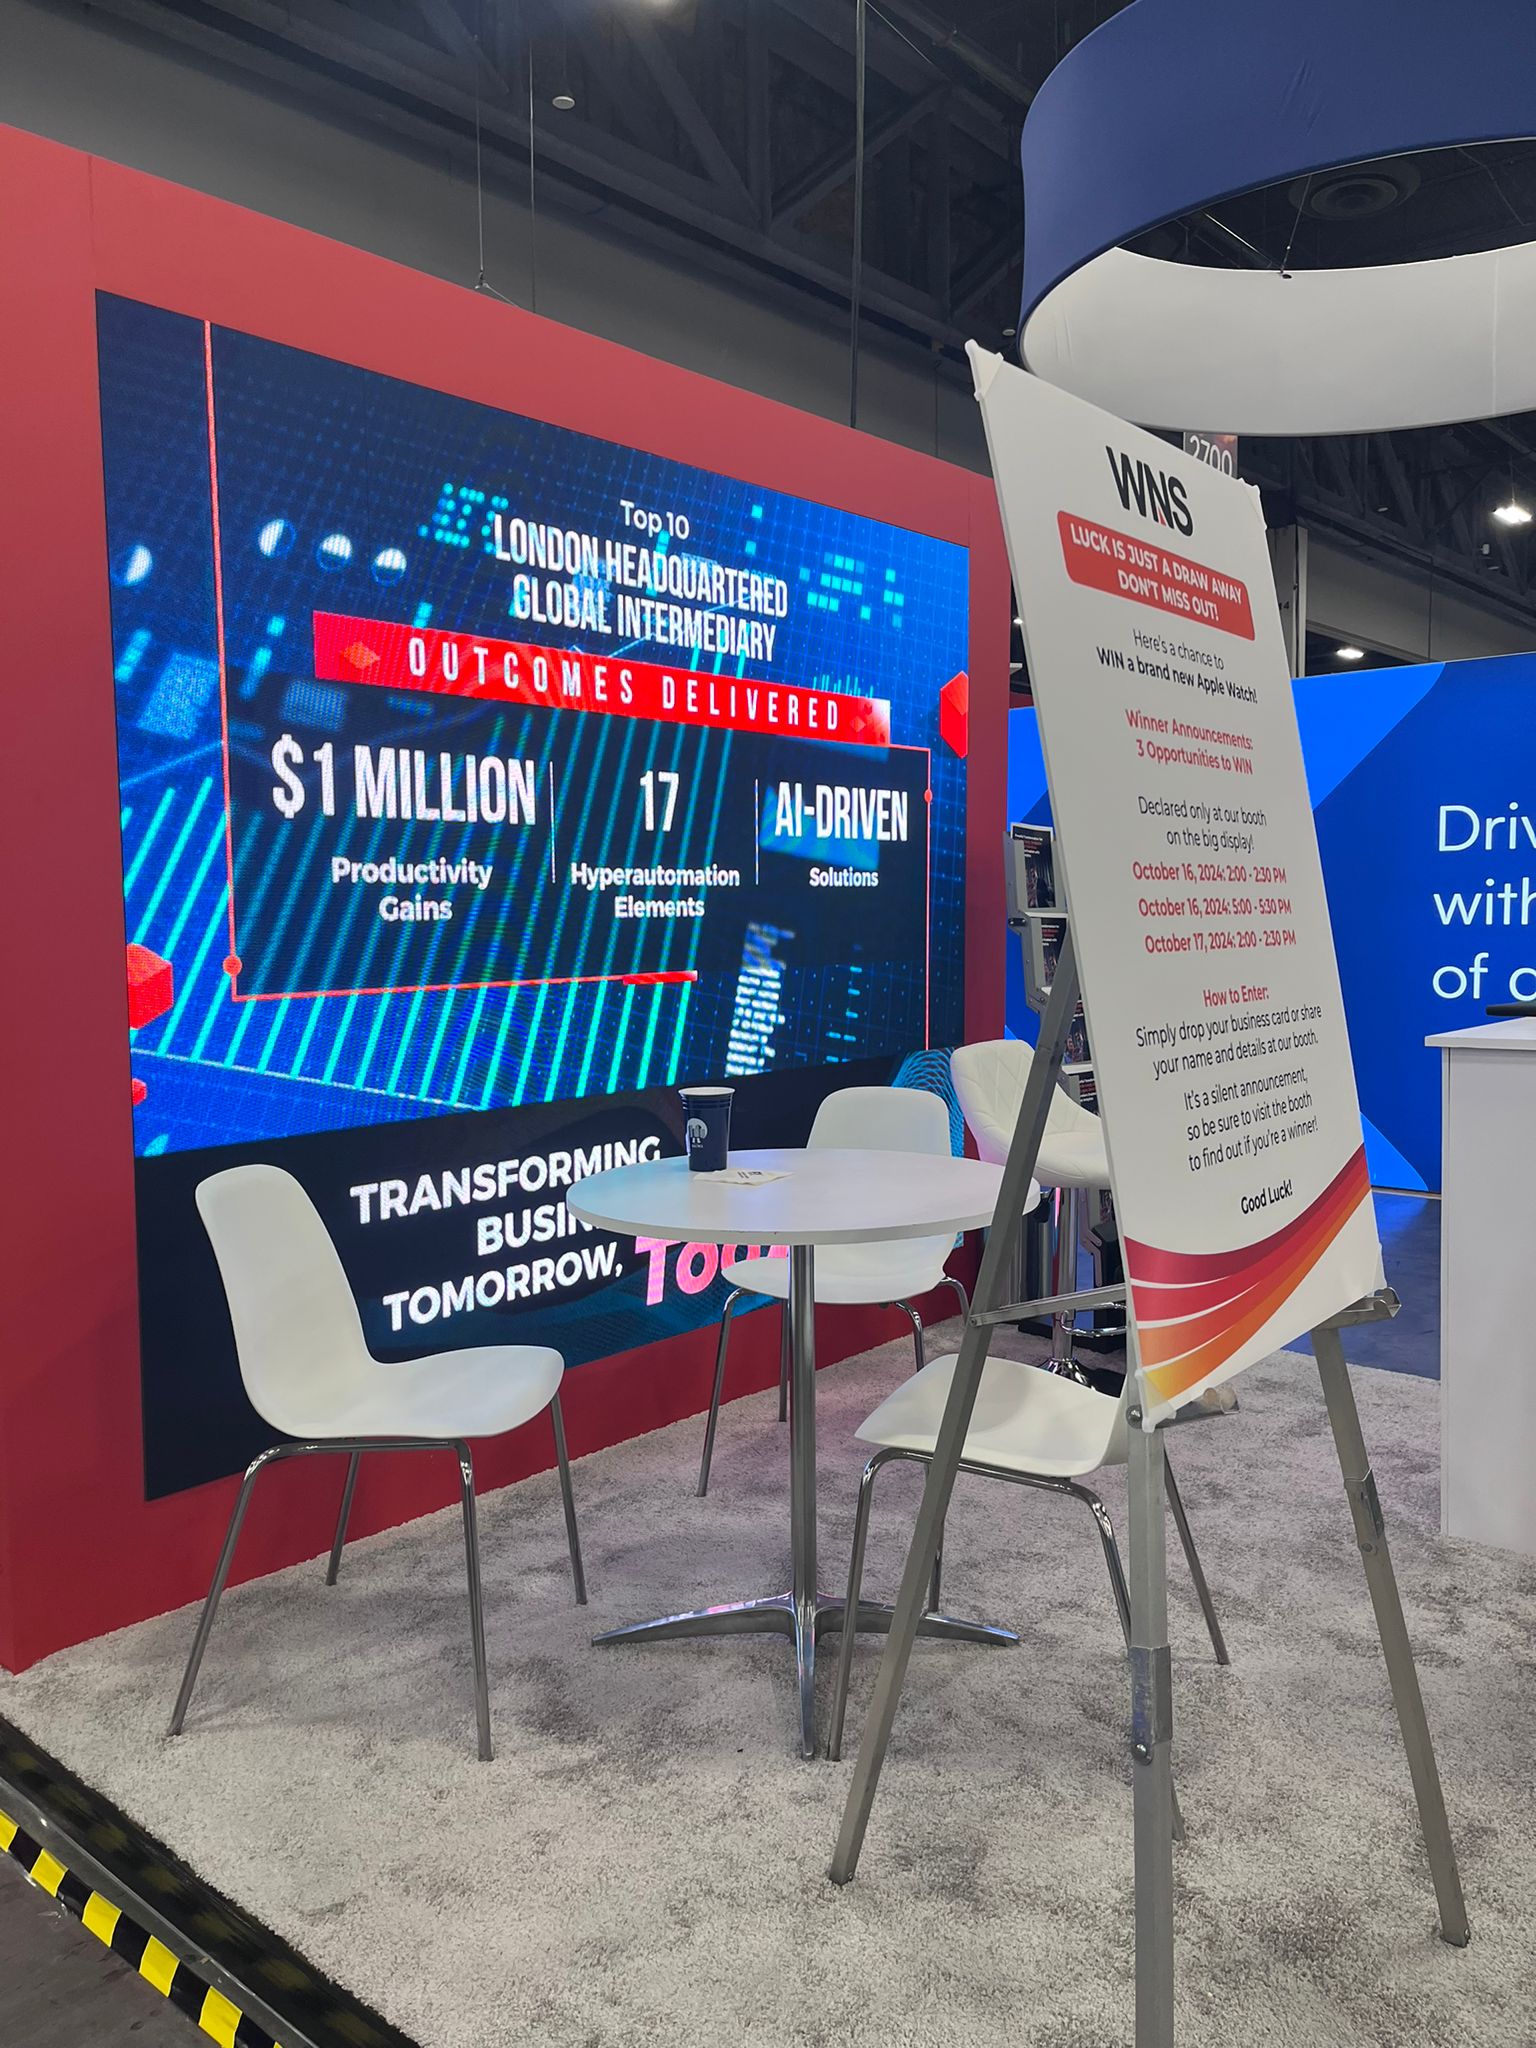 Top 10
LONDON HEADQUARTERED
GLOBAL INTERMEDIARY
OUTCOMES DELIVERED
$1 MILLION
Productivity
Gains
17
Hyperautomation
Elements
AI-DRIVEN
Solutions
TRANSFORMING
BUSIN
TOMORROW,
TODA
2700
WNS
LUCK IS JUST A DRAW AWAY
DON'T MISS OUT!
Here's a chance to
WIN a brand new Apple Watch!
Winner Announcements:
3 Opportunities to WIN
Declared only at our booth
on the big display!
October 16, 2024: 2:00 - 2:30 PM
October 16, 2024: 5:00 - 5:30 PM
October 17, 2024: 2:00 - 2:30 PM
How to Enter:
Simply drop your business card or share
your name and details at our booth.
It's a silent announcement,
so be sure to visit the booth
to find out if you're a winner!
Good Luck!
Driv
with
of